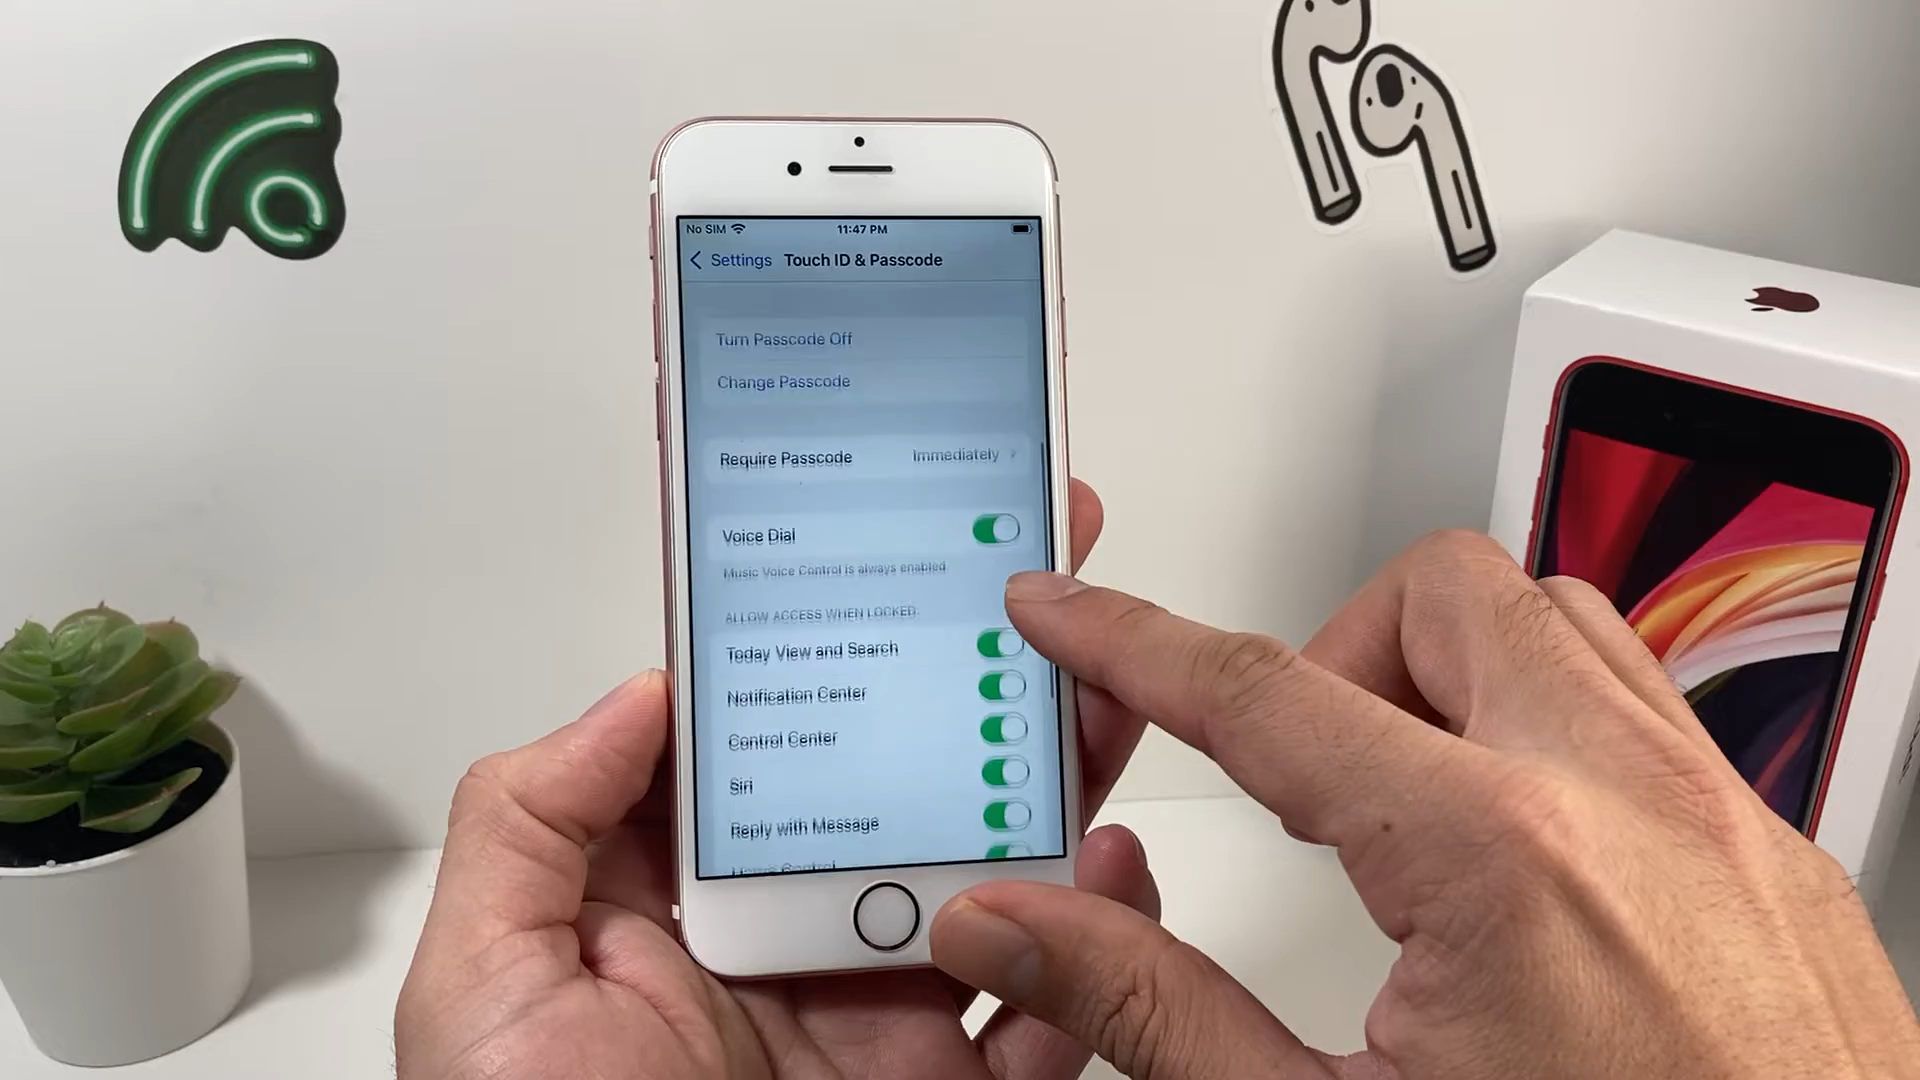 No SIM 11:47 PM
Settings Touch ID & Passcode
Turn Passcode Off
Change Passcode
Require Passcode Immediately
Voice Dial
Music Voice Control is always enabled.
ALLOW ACCESS WHEN LOCKED:
Today View and Search
Notification Center
Control Center
Siri
Reply with Message
Home Control